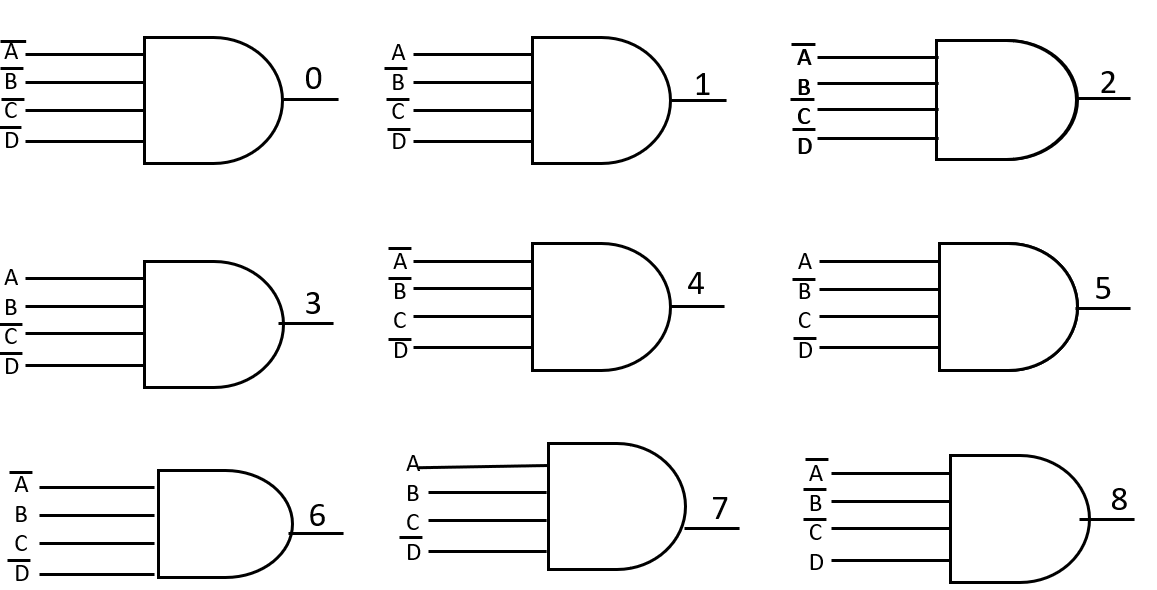 A̅ 0
B̅
C̅
D̅
A 1
B̅
C̅
D̅
A̅ 2
B
C̅
D̅
A 3
B
C̅
D̅
A̅ 4
B̅
C
D̅
A 5
B̅
C
D̅
A̅ 6
B
C
D̅
A 7
B
C
D̅
A̅ 8
B̅
C̅
D